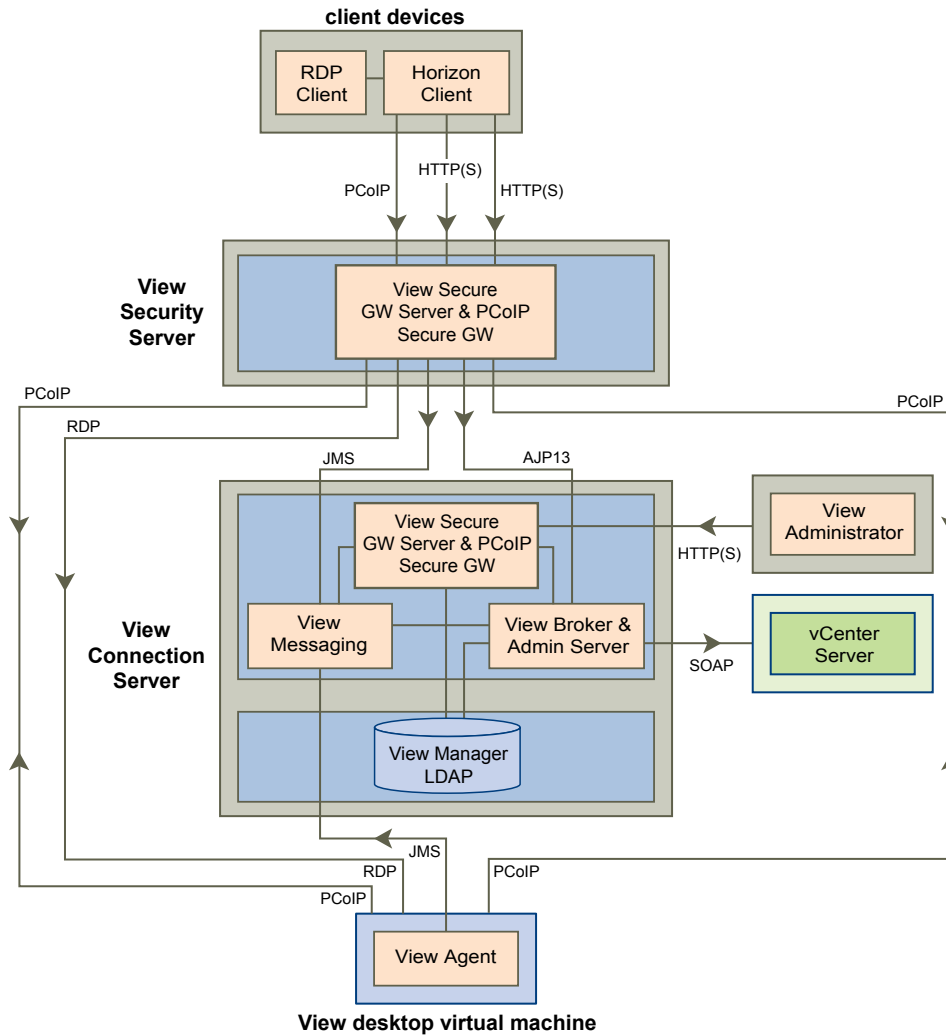 client devices
RDP
Client
Horizon
Client
HTTP(S)
PCoIP
HTTP(S)
View
Security
Server
View Secure
GW Server & PCoIP
Secure GW
PCoIP
PCoIP
RDP
JMS
AJP13
View Secure
GW Server & PCoIP
Secure GW
View
Administrator
HTTP(S)
View
Connection
Server
View
Messaging
View Broker &
Admin Server
SOAP
vCenter
Server
View Manager
LDAP
JMS
RDP
PCoIP
PCoIP
View Agent
View desktop virtual machine